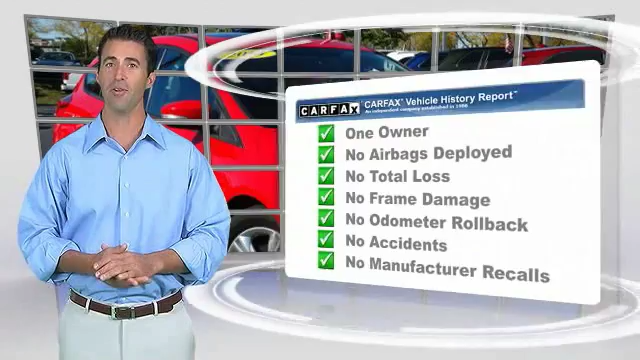 CARFAX CARFAX® Vehicle History Report™
An independent company established in 1986
One Owner
No Airbags Deployed
No Total Loss
No Frame Damage
No Odometer Rollback
No Accidents
No Manufacturer Recalls